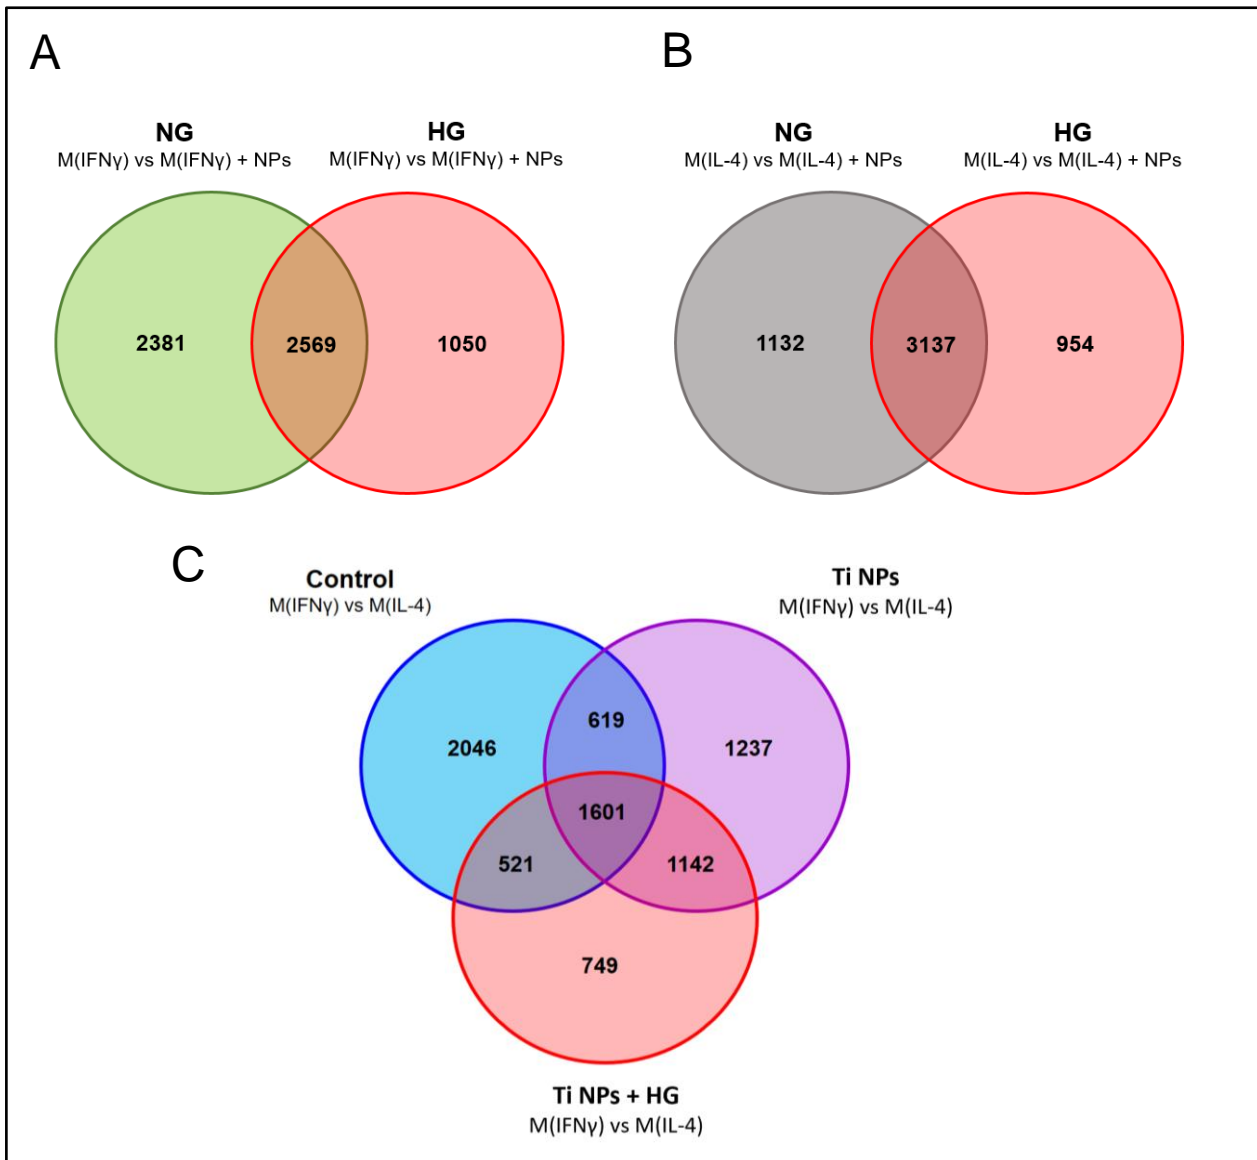 A
B
NG
M(IFNγ) vs M(IFNγ) + NPs
HG
M(IFNγ) vs M(IFNγ) + NPs
NG
M(IL-4) vs M(IL-4) + NPs
HG
M(IL-4) vs M(IL-4) + NPs
2381
2569
1050
1132
3137
954
C
Control
M(IFNγ) vs M(IL-4)
Ti NPs
M(IFNγ) vs M(IL-4)
619
2046
1237
1601
521
1142
749
Ti NPs + HG
M(IFNγ) vs M(IL-4)